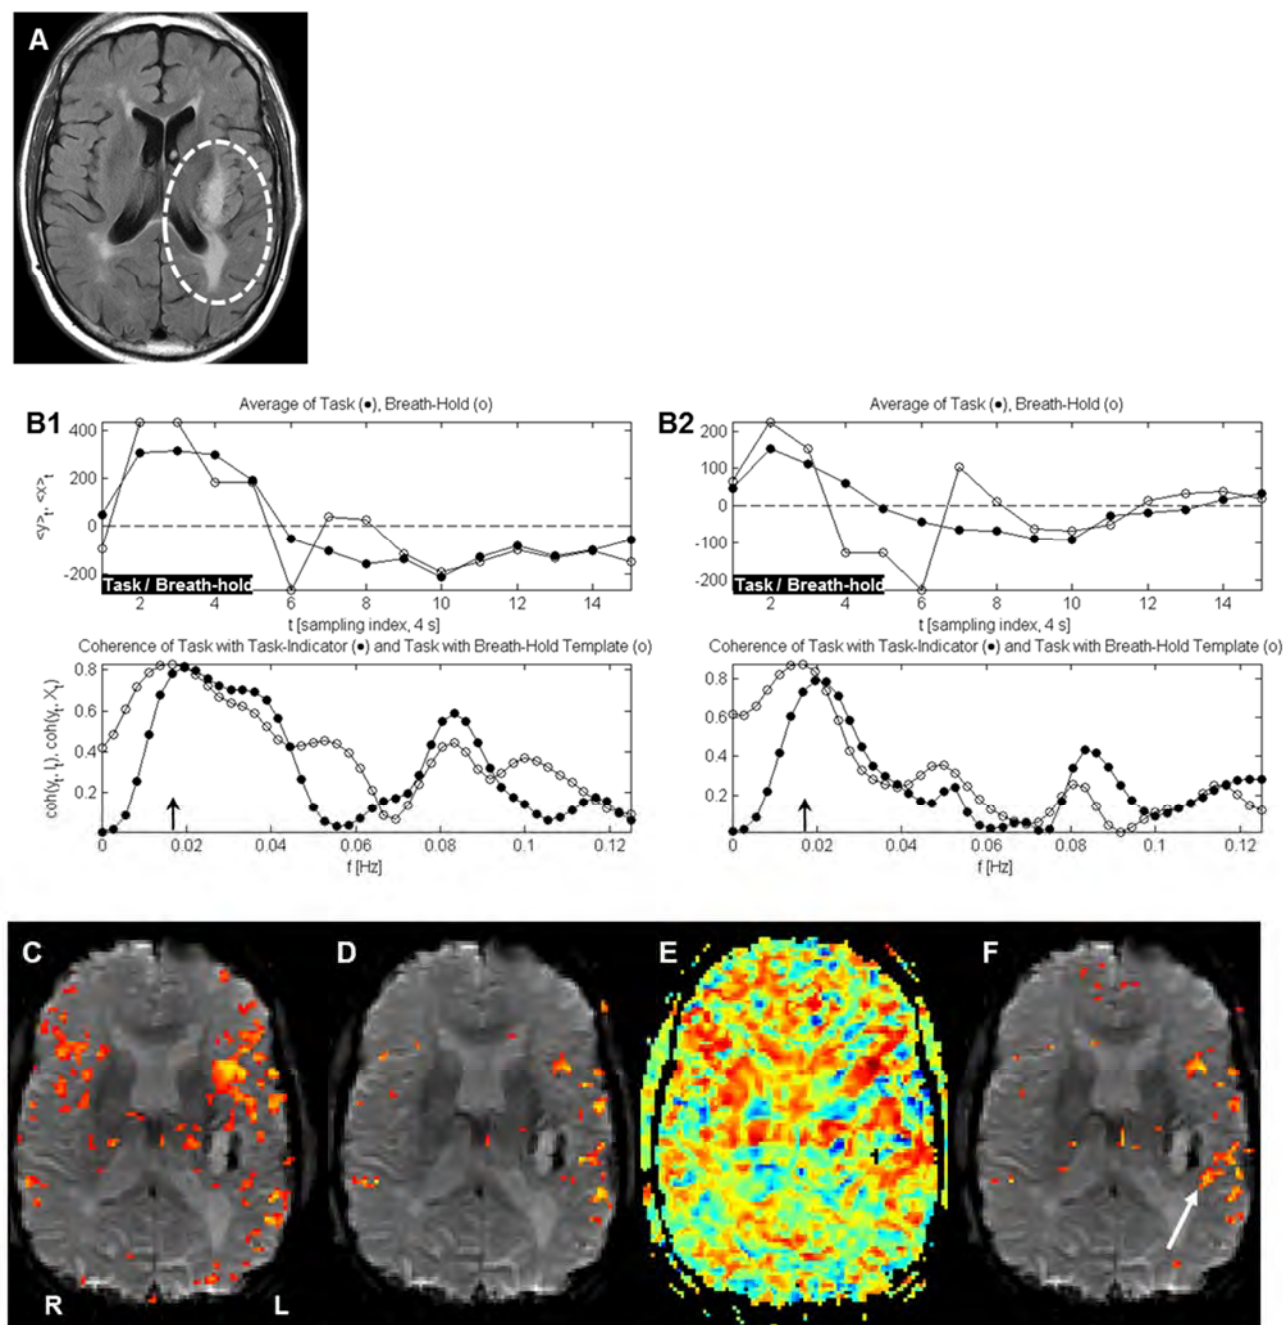 A
B1
Average of Task (●), Breath-Hold (o)
<y>t, <x>t
400
200
0
-200
Task / Breath-hold
2 4 6 8 10 12 14
t [sampling index, 4 s]
Coherence of Task with Task-Indicator (●) and Task with Breath-Hold Template (o)
coh(yt, It), coh(yt, Xt)
0.8
0.6
0.4
0.2
0 0.02 0.04 0.06 0.08 0.1 0.12
f [Hz]
B2
Average of Task (●), Breath-Hold (o)
200
100
0
-100
-200
Task / Breath-hold
2 4 6 8 10 12 14
t [sampling index, 4 s]
Coherence of Task with Task-Indicator (●) and Task with Breath-Hold Template (o)
0.8
0.6
0.4
0.2
0 0.02 0.04 0.06 0.08 0.1 0.12
f [Hz]
C D E F
R L